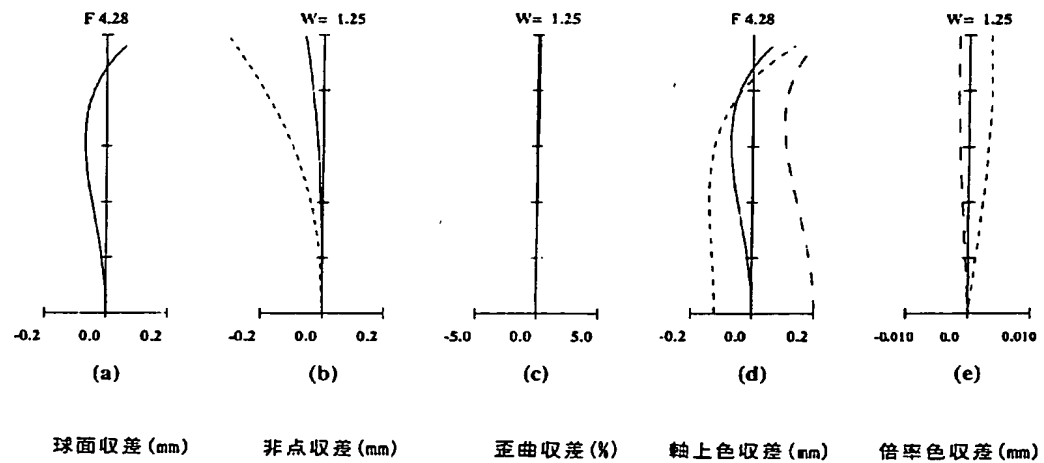 F 4.28 W= 1.25 W= 1.25 F 4.28 W= 1.25
-0.2 0.0 0.2 -0.2 0.0 0.2 -5.0 0.0 5.0 -0.2 0.0 0.2 -0.010 0.0 0.010
(a) (b) (c) (d) (e)
球面収差(mm) 非点収差(mm) 歪曲収差(%) 軸上色収差(mm) 倍率色収差(mm)